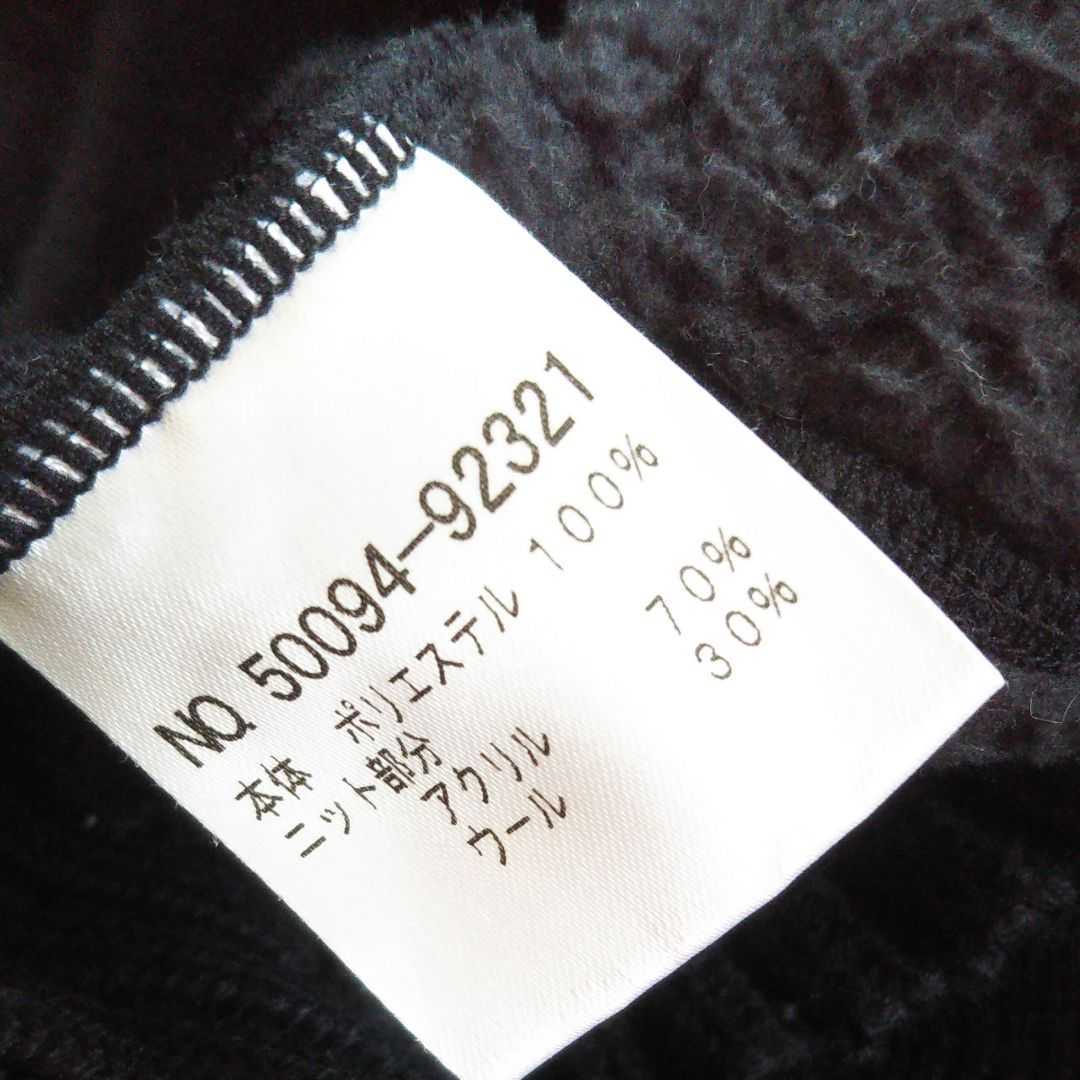 NO. 50094-92321
本体 ポリエステル 100%
ニット部分
アクリル 70%
ウール 30%